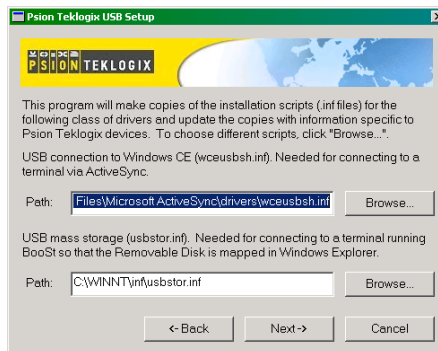 Psion Teklogix USB Setup
PSION TEKLOGIX
This program will make copies of the installation scripts (.inf files) for the
following class of drivers and update the copies with information specific to
Psion Teklogix devices. To choose different scripts, click "Browse...".
USB connection to Windows CE (wceusbsh.inf). Needed for connecting to a
terminal via ActiveSync.
Path: Files\Microsoft ActiveSync\drivers\wceusbsh.inf Browse...
USB mass storage (usbstor.inf). Needed for connecting to a terminal running
BooSt so that the Removable Disk is mapped in Windows Explorer.
Path: C:\WINNT\inf\usbstor.inf Browse...
<- Back Next -> Cancel